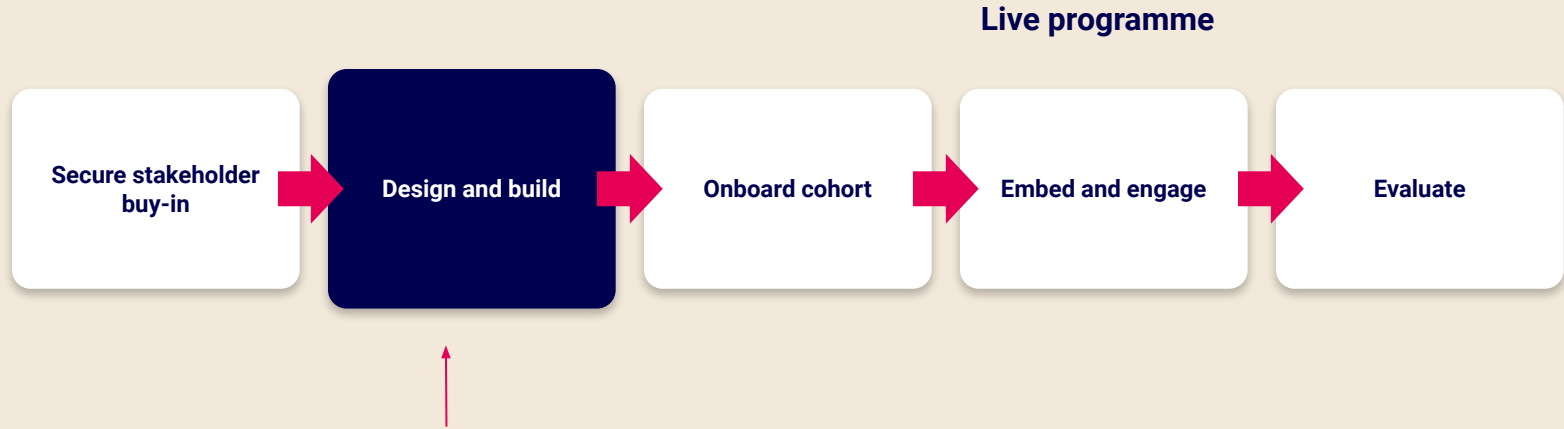 Live programme
Secure stakeholder
buy-in
Design and build
Onboard cohort
Embed and engage
Evaluate